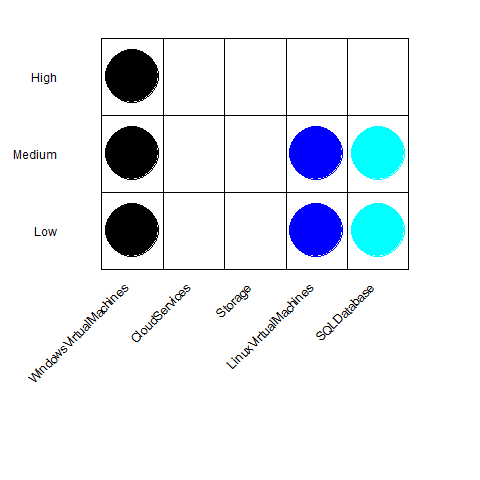 High
Medium
Low
WindowsVirtualMachines
CloudServices
Storage
LinuxVirtualMachines
SQLDatabase